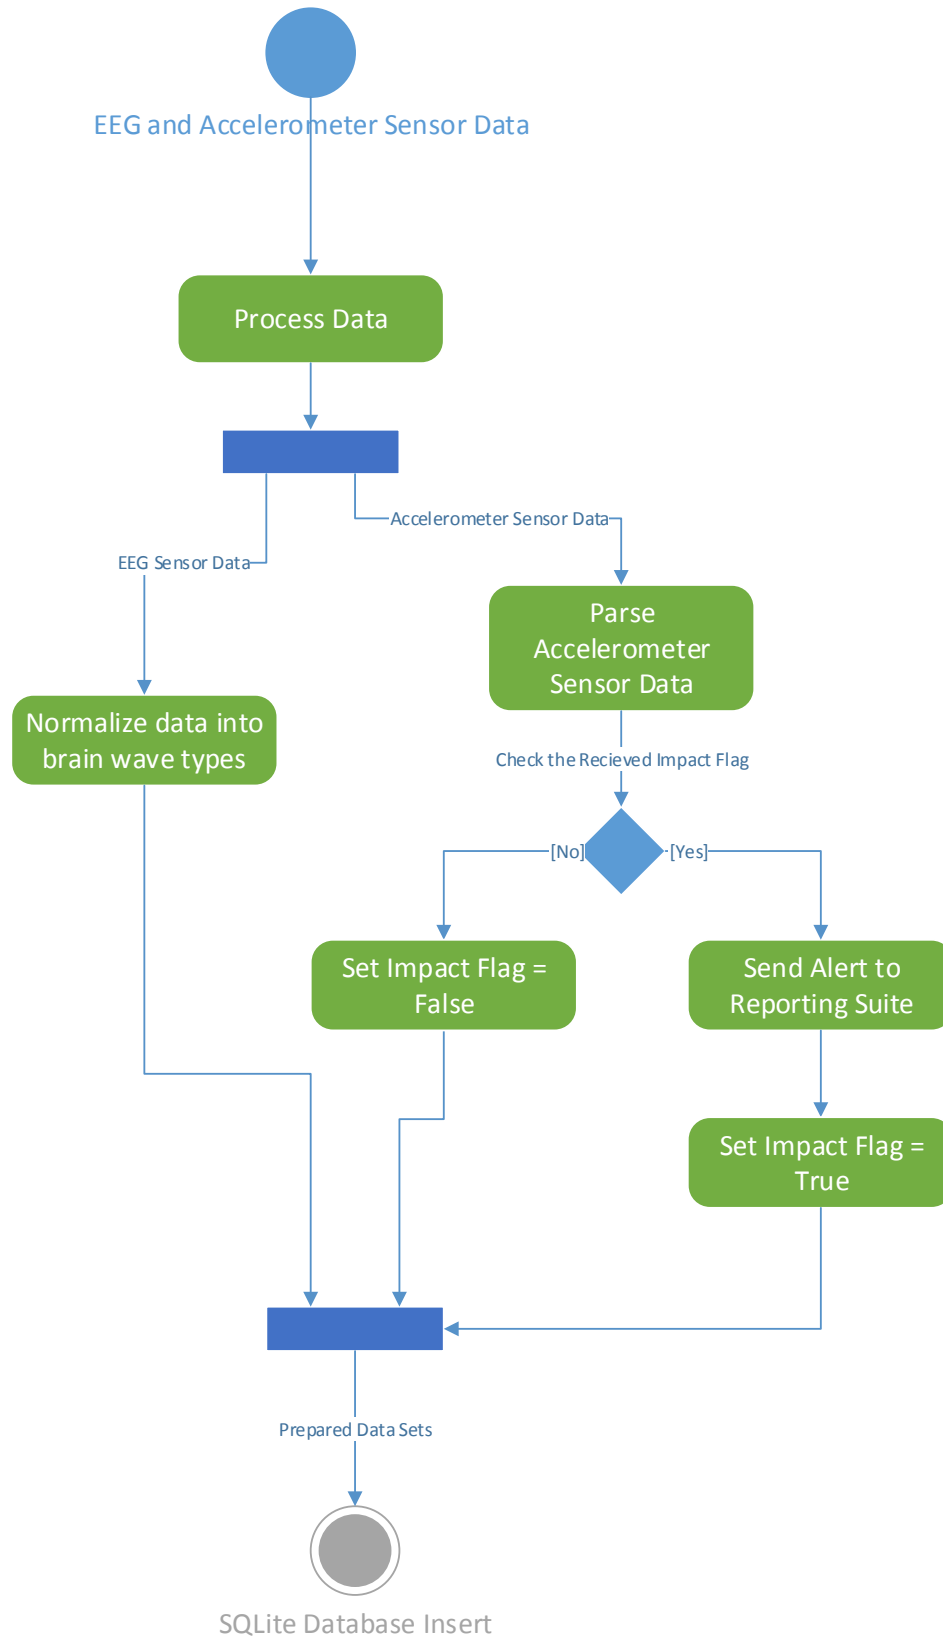 EEG and Accelerometer Sensor Data
Process Data
Accelerometer Sensor Data
EEG Sensor Data
Parse
Accelerometer
Sensor Data
Normalize data into
brain wave types
Check the Recieved Impact Flag
[No]
[Yes]
Set Impact Flag =
False
Send Alert to
Reporting Suite
Set Impact Flag =
True
Prepared Data Sets
SQLite Database Insert